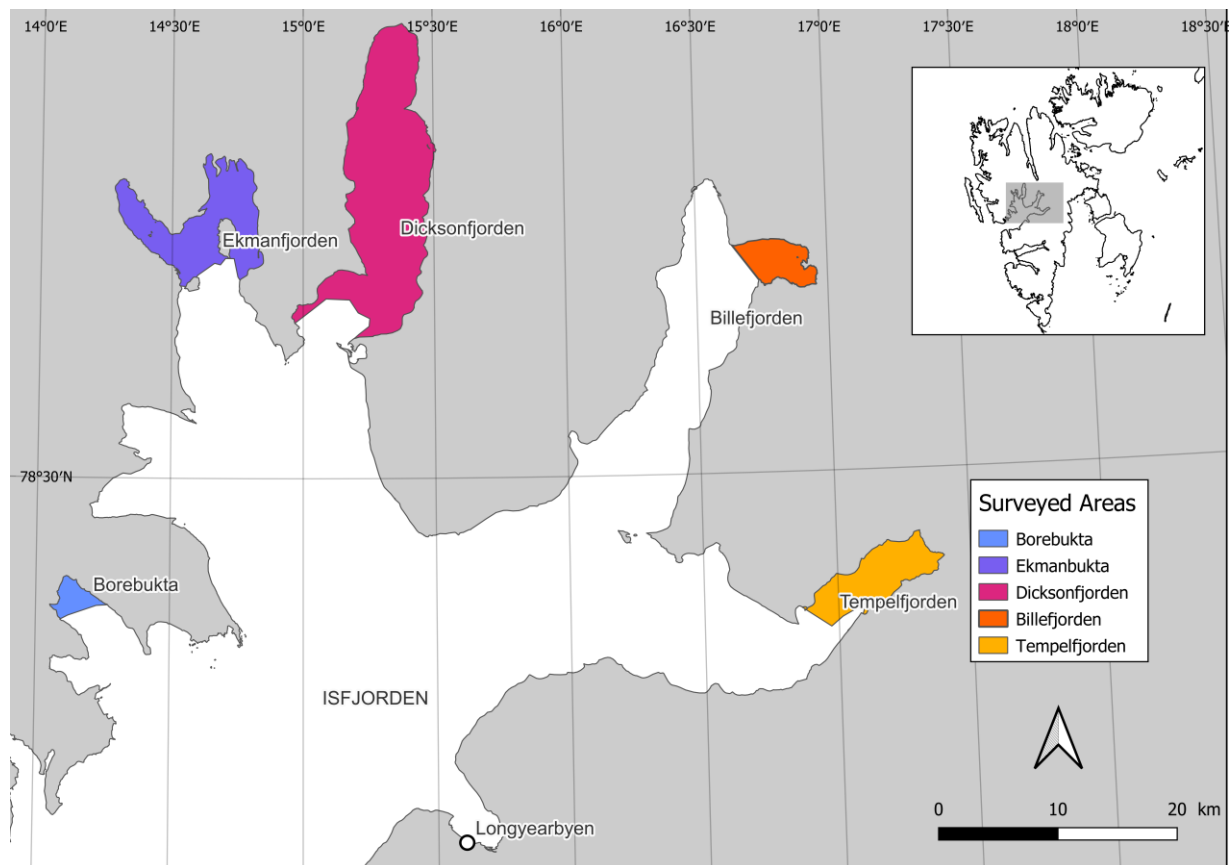 14°0′E 14°30′E 15°0′E 15°30′E 16°0′E 16°30′E 17°0′E 17°30′E 18°0′E 18°30′E
Ekmanfjorden
Dicksonfjorden
Billefjorden
78°30′N
Borebukta
Tempelfjorden
ISFJORDEN
Longyearbyen
Surveyed Areas
Borebukta
Ekmanbukta
Dicksonfjorden
Billefjorden
Tempelfjorden
0 10 20 km